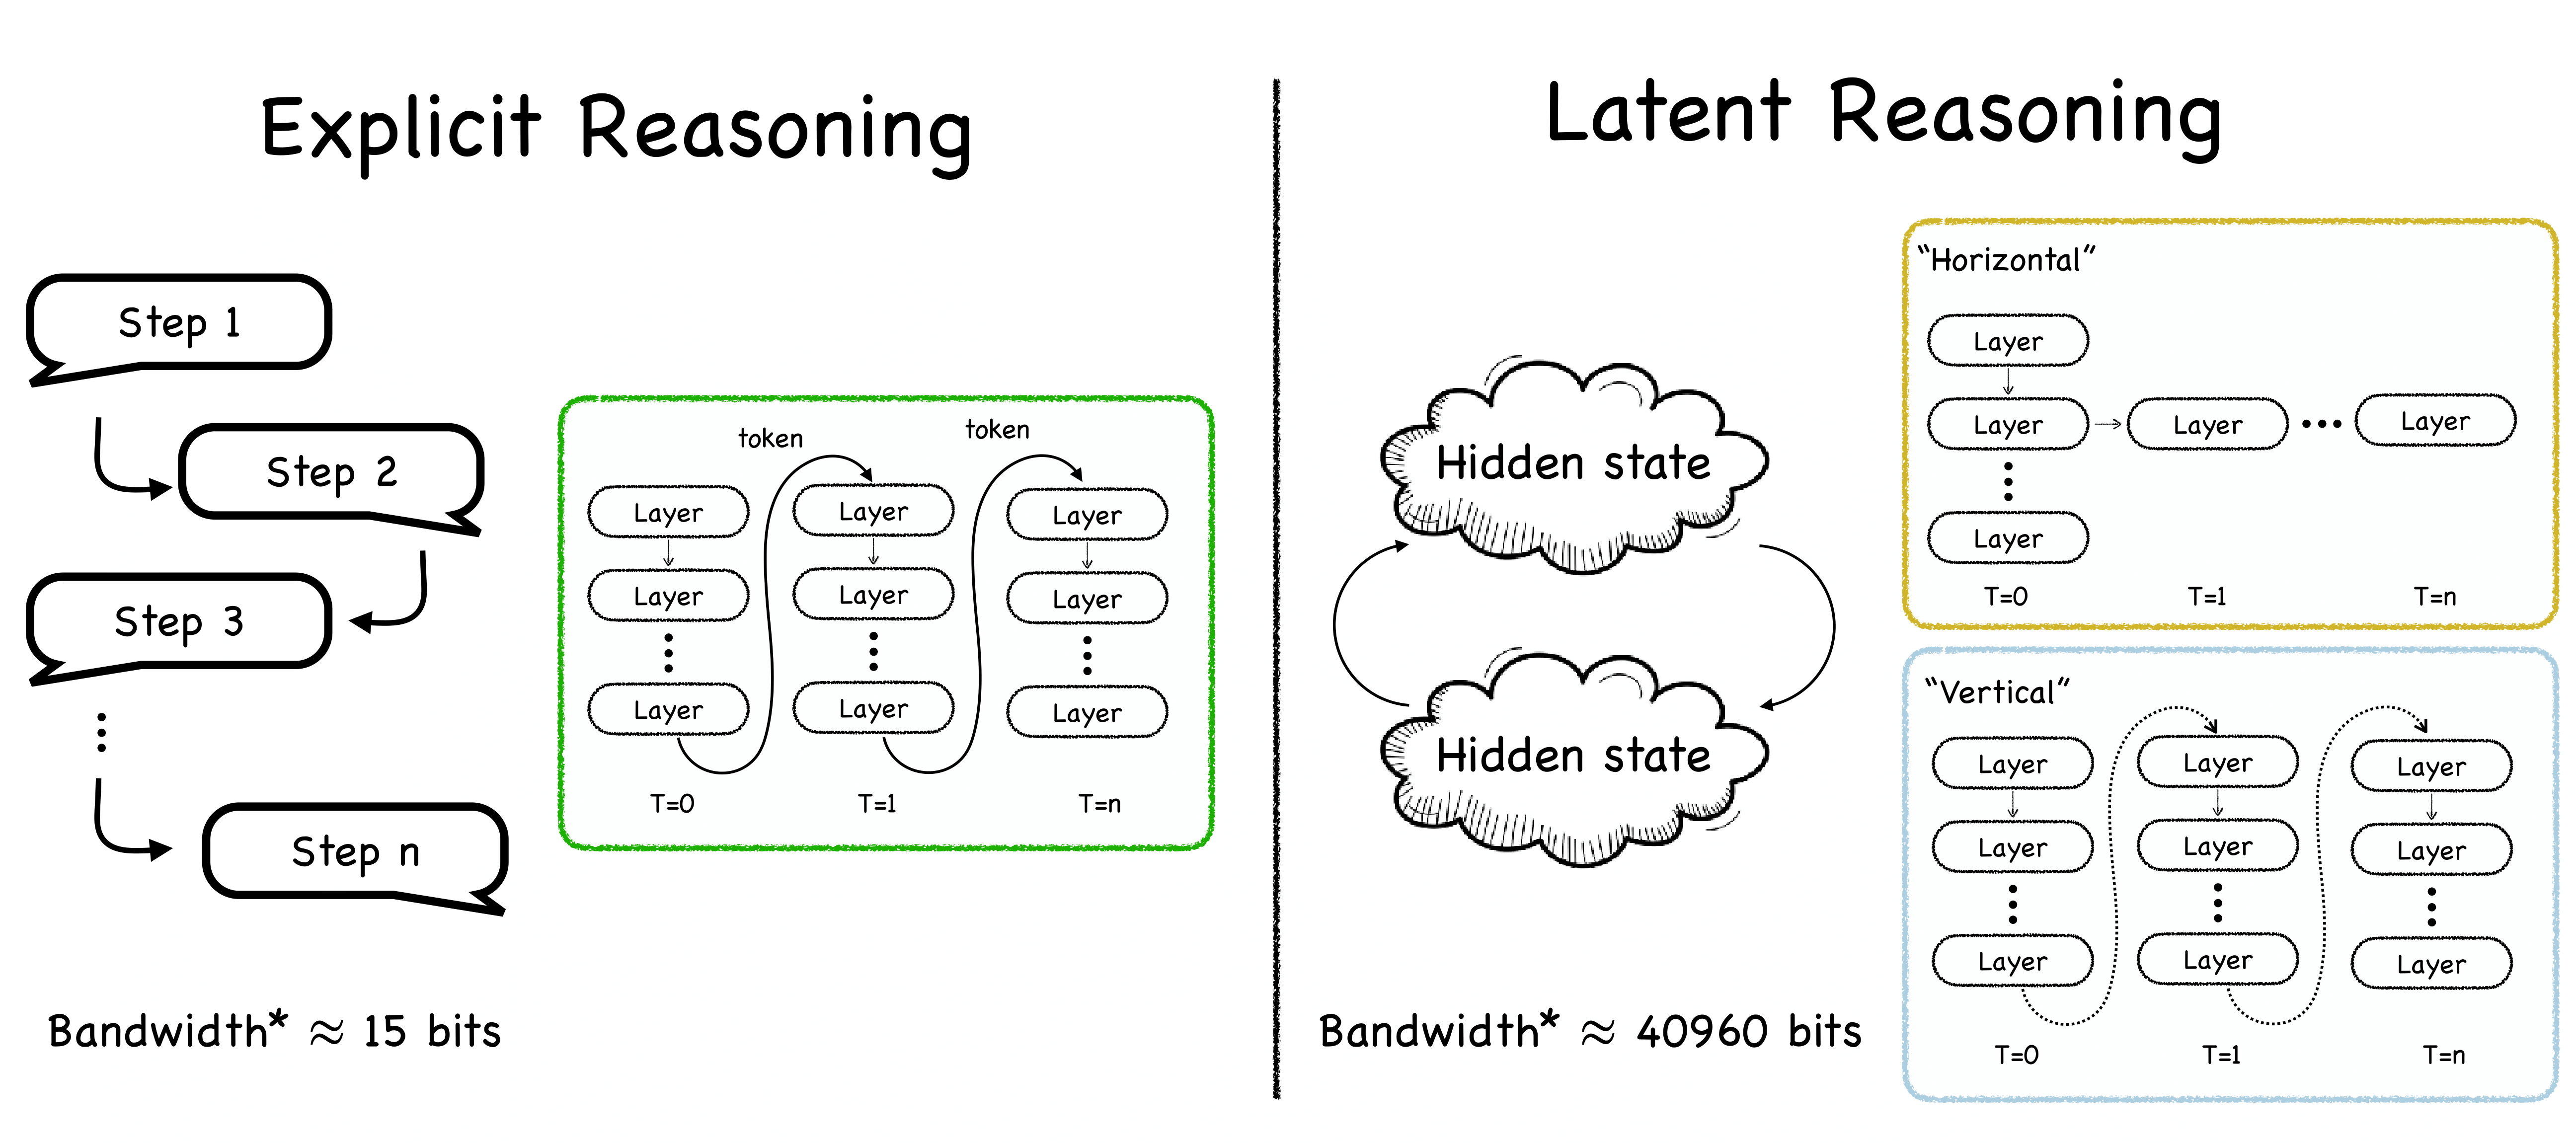 Explicit Reasoning
Step 1
Step 2
Step 3
Step n
Bandwidth* ≈ 15 bits
token
token
Layer
Layer
Layer
Layer
Layer
Layer
Layer
Layer
Layer
T=0
T=1
T=n
Latent Reasoning
Hidden state
Hidden state
Bandwidth* ≈ 40960 bits
“Horizontal”
Layer
Layer
Layer
Layer
Layer
T=0
T=1
T=n
“Vertical”
Layer
Layer
Layer
Layer
Layer
Layer
Layer
Layer
Layer
T=0
T=1
T=n